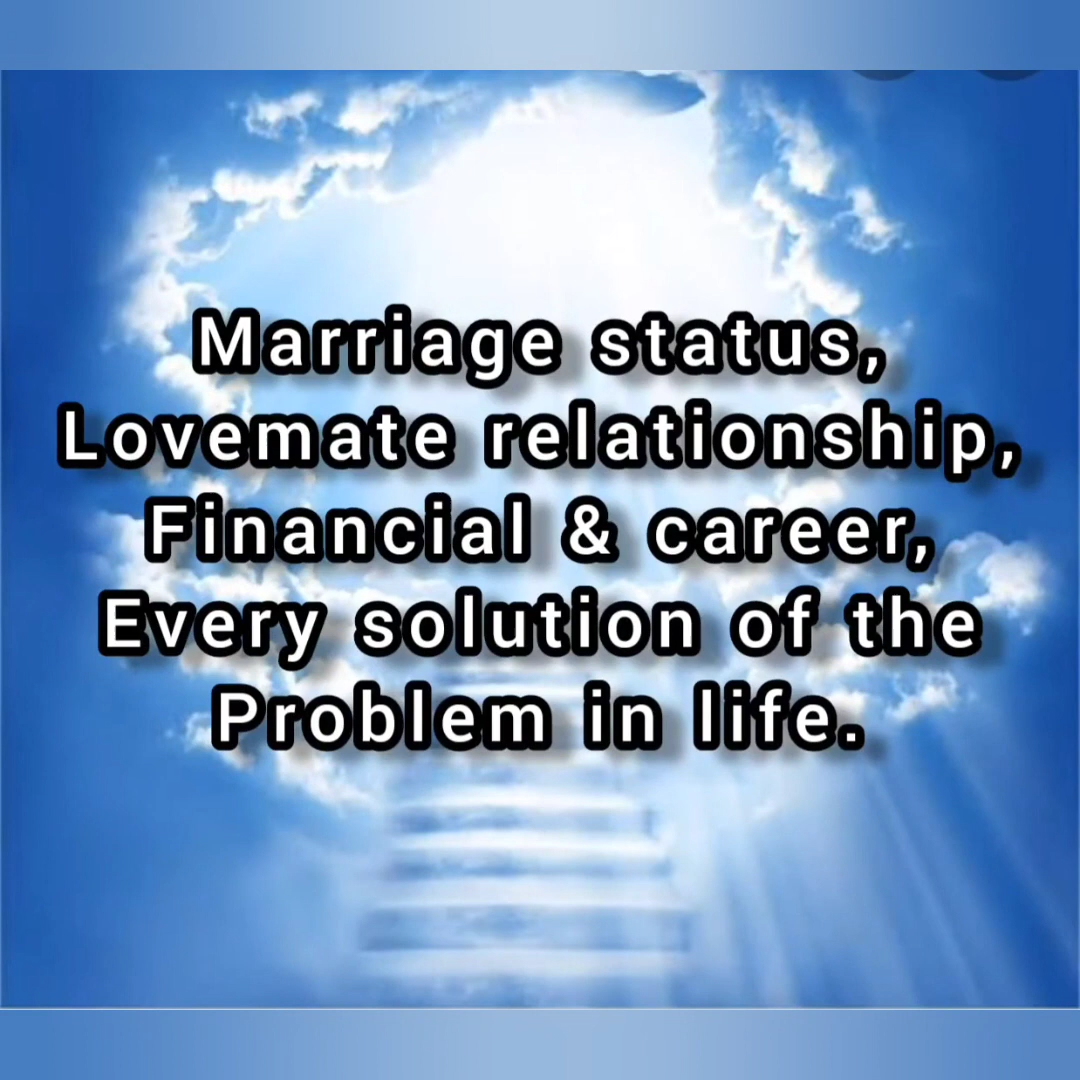 Marriage status,
Lovemate relationship,
Financial & career,
Every solution of the
Problem in life.